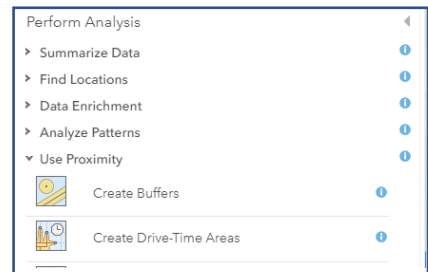 Perform Analysis
Summarize Data
Find Locations
Data Enrichment
Analyze Patterns
Use Proximity
Create Buffers
Create Drive-Time Areas